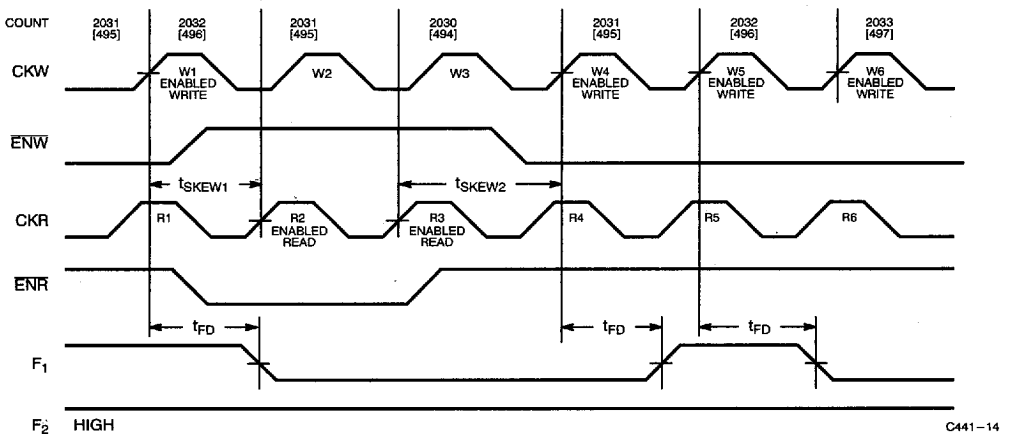 COUNT 2031 2032 2031 2030 2031 2032 2033
[495] [496] [495] [494] [495] [496] [497]
CKW W1 W2 W3 W4 W5 W6
ENABLED ENABLED ENABLED ENABLED
WRITE WRITE WRITE WRITE
ENW
tSKEW1 tSKEW2
CKR R1 R2 R3 R4 R5 R6
ENABLED ENABLED
READ READ
ENR
tFD tFD tFD
F1
F2 HIGH C441–14